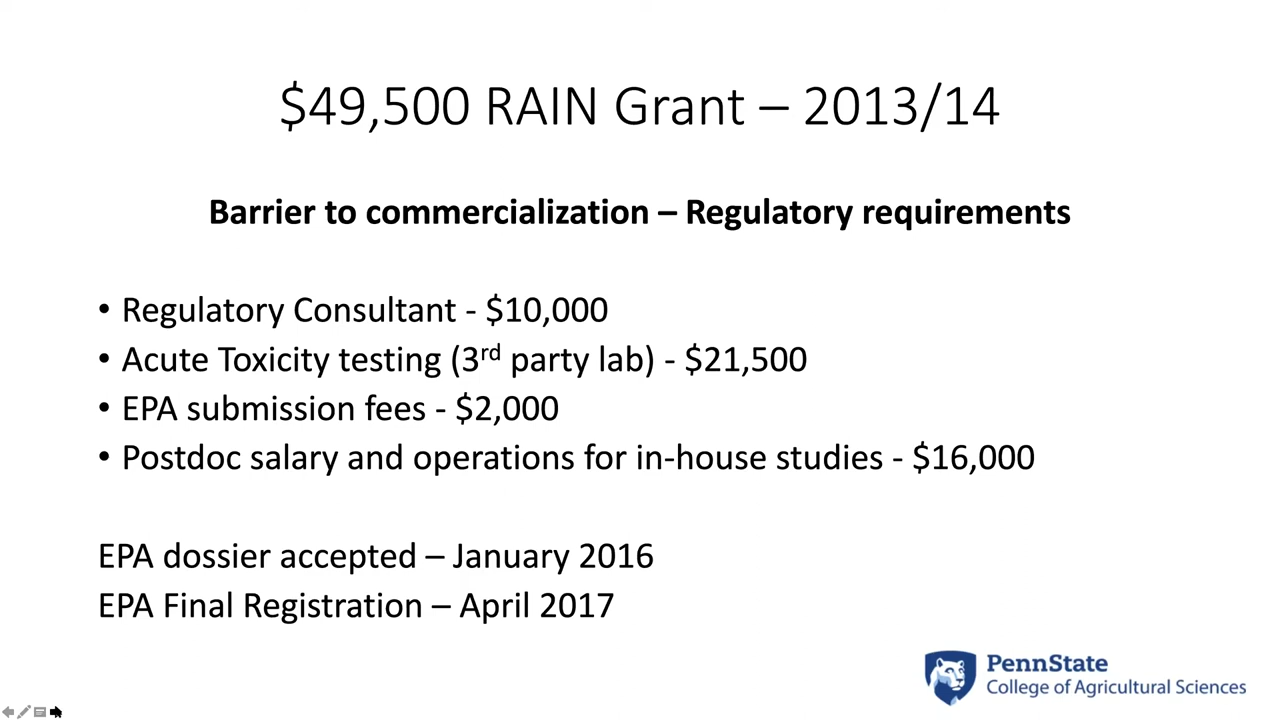 $49,500 RAIN Grant – 2013/14
Barrier to commercialization – Regulatory requirements
• Regulatory Consultant - $10,000
• Acute Toxicity testing (3rd party lab) - $21,500
• EPA submission fees - $2,000
• Postdoc salary and operations for in-house studies - $16,000
EPA dossier accepted – January 2016
EPA Final Registration – April 2017
PennState
College of Agricultural Sciences